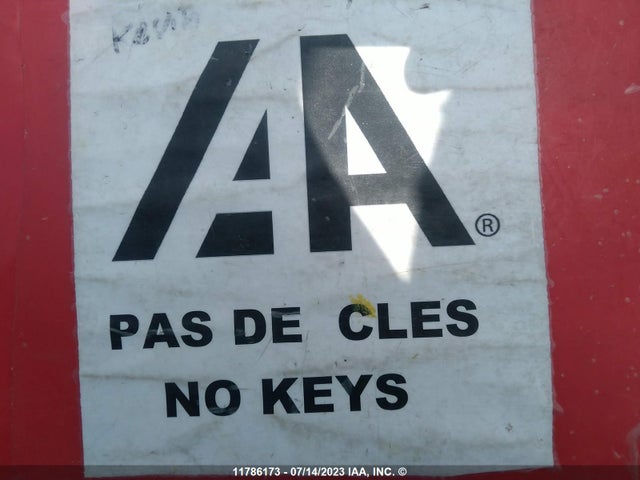 IAA®
PAS DE CLES
NO KEYS
11786173 - 07/14/2023 IAA, INC. ©